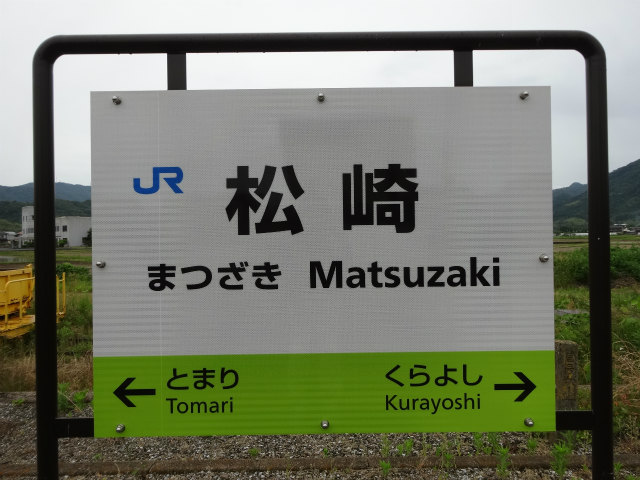 JR 松崎
まつざき Matsuzaki
← とまり くらよし →
Tomari Kurayoshi